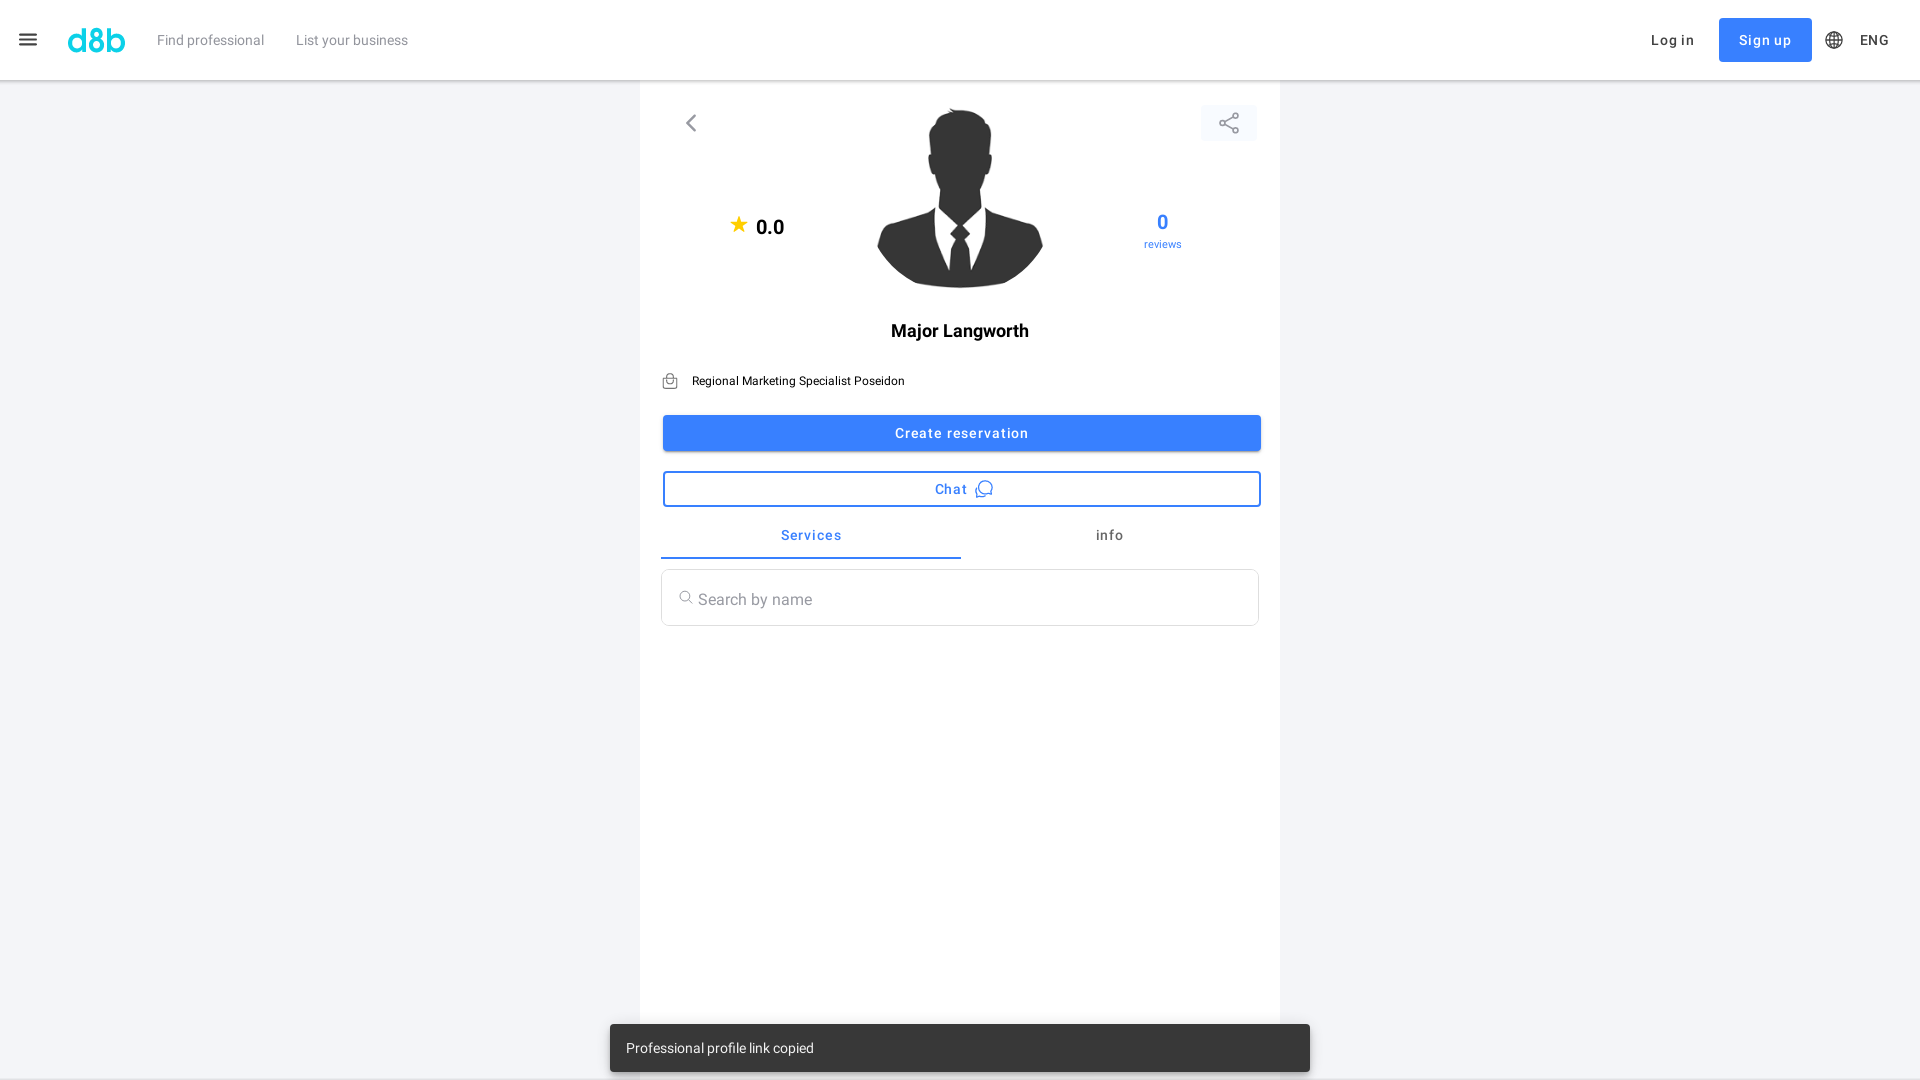 d8b
Find professional
List your business
Log in
Sign up
ENG
0.0
0
reviews
Major Langworth
Regional Marketing Specialist Poseidon
Create reservation
Chat
Services
info
Search by name
Professional profile link copied